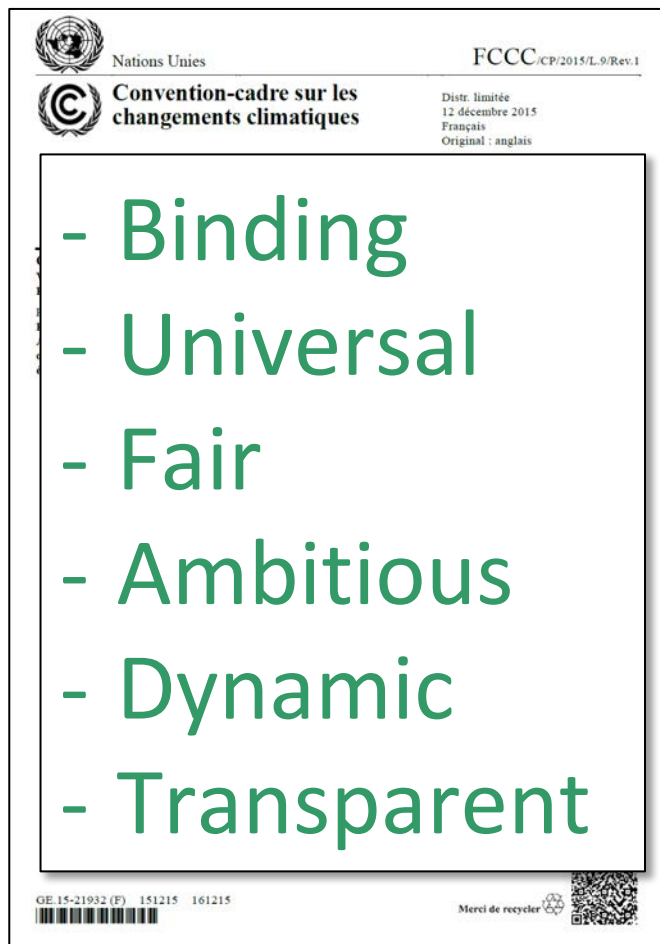 Nations Unies
FCCC/CP/2015/L.9/Rev.1
Convention-cadre sur les
changements climatiques
Distr. limitée
12 décembre 2015
Français
Original : anglais
- Binding
- Universal
- Fair
- Ambitious
- Dynamic
- Transparent
GE.15-21932 (F) 151215 161215
Merci de recycler